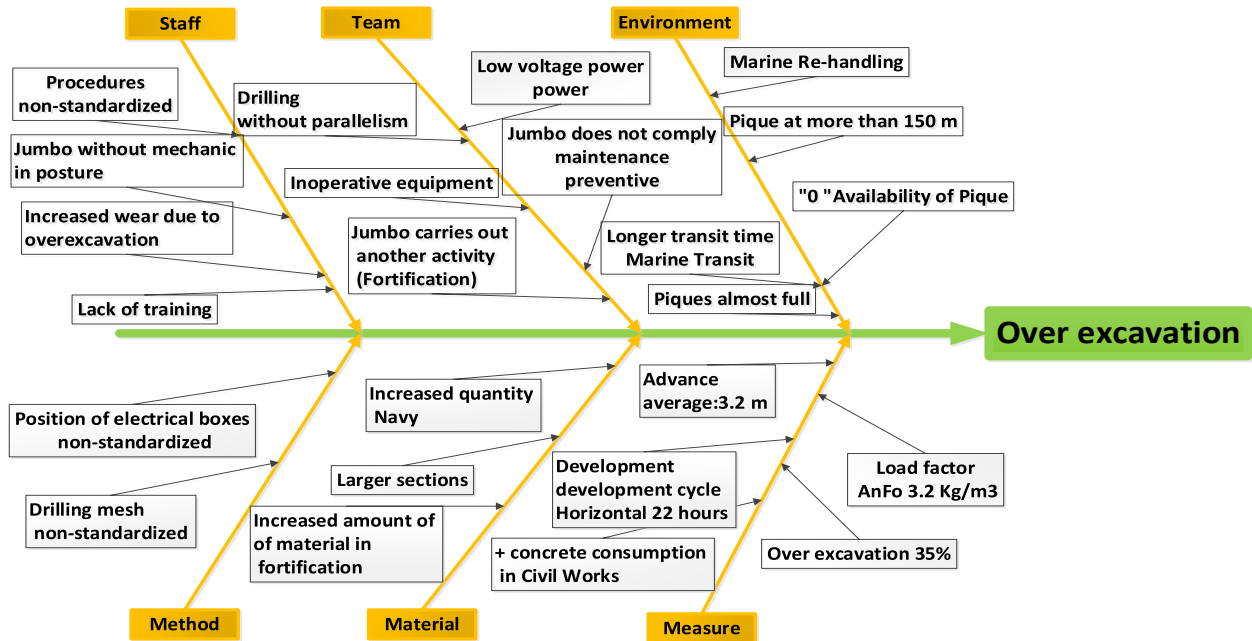 Staff
Team
Environment
Procedures
non-standardized
Jumbo without mechanic
in posture
Increased wear due to
overexcavation
Lack of training
Drilling
without parallelism
Low voltage power
power
Inoperative equipment
Jumbo does not comply
maintenance
preventive
Jumbo carries out
another activity
(Fortification)
Marine Re-handling
Pique at more than 150 m
"0 "Availability of Pique
Longer transit time
Marine Transit
Piques almost full
Over excavation
Position of electrical boxes
non-standardized
Drilling mesh
non-standardized
Increased quantity
Navy
Larger sections
Increased amount of
of material in
fortification
Advance
average:3.2 m
Development
development cycle
Horizontal 22 hours
+ concrete consumption
in Civil Works
Load factor
AnFo 3.2 Kg/m3
Over excavation 35%
Method
Material
Measure